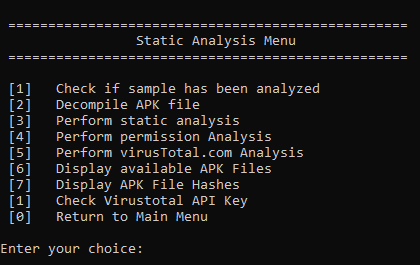 ==================================================
Static Analysis Menu
==================================================
[1] Check if sample has been analyzed
[2] Decompile APK file
[3] Perform static analysis
[4] Perform permission Analysis
[5] Perform virusTotal.com Analysis
[6] Display available APK Files
[7] Display APK File Hashes
[1] Check Virustotal API Key
[0] Return to Main Menu
Enter your choice: